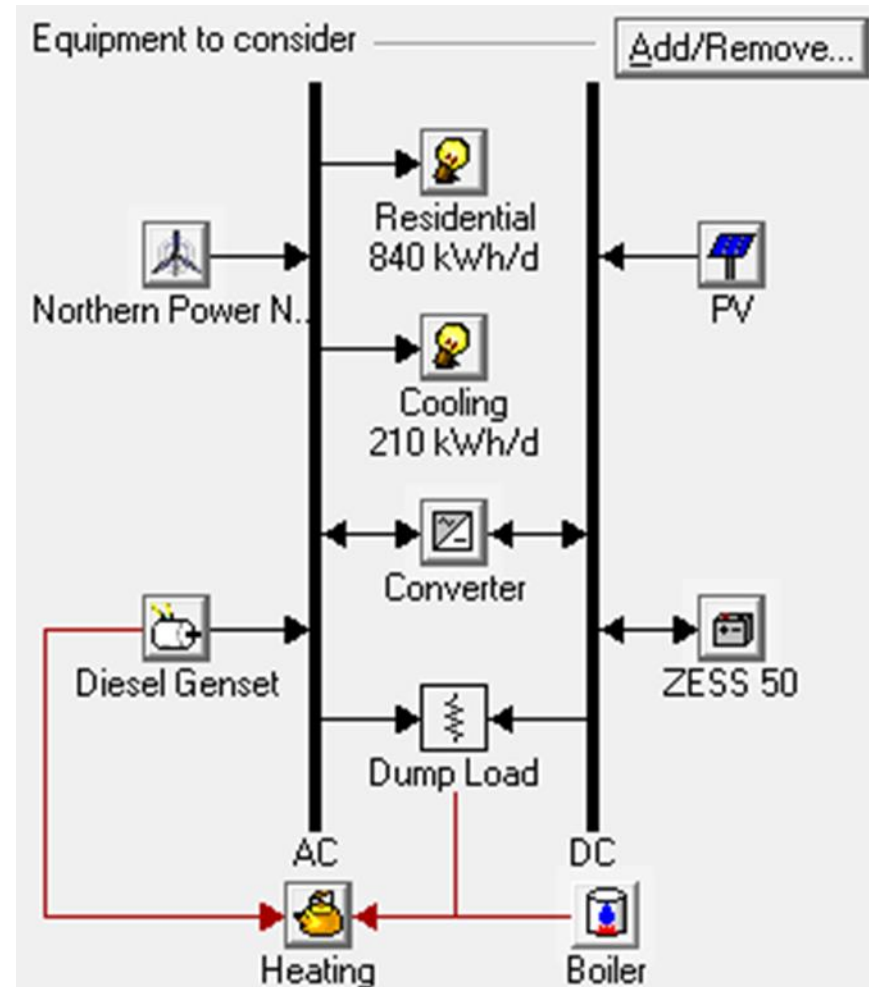 Equipment to consider
Add/Remove...
Residential
840 kWh/d
Northern Power N..
PV
Cooling
210 kWh/d
Converter
Diesel Genset
ZESS 50
Dump Load
AC
DC
Heating
Boiler